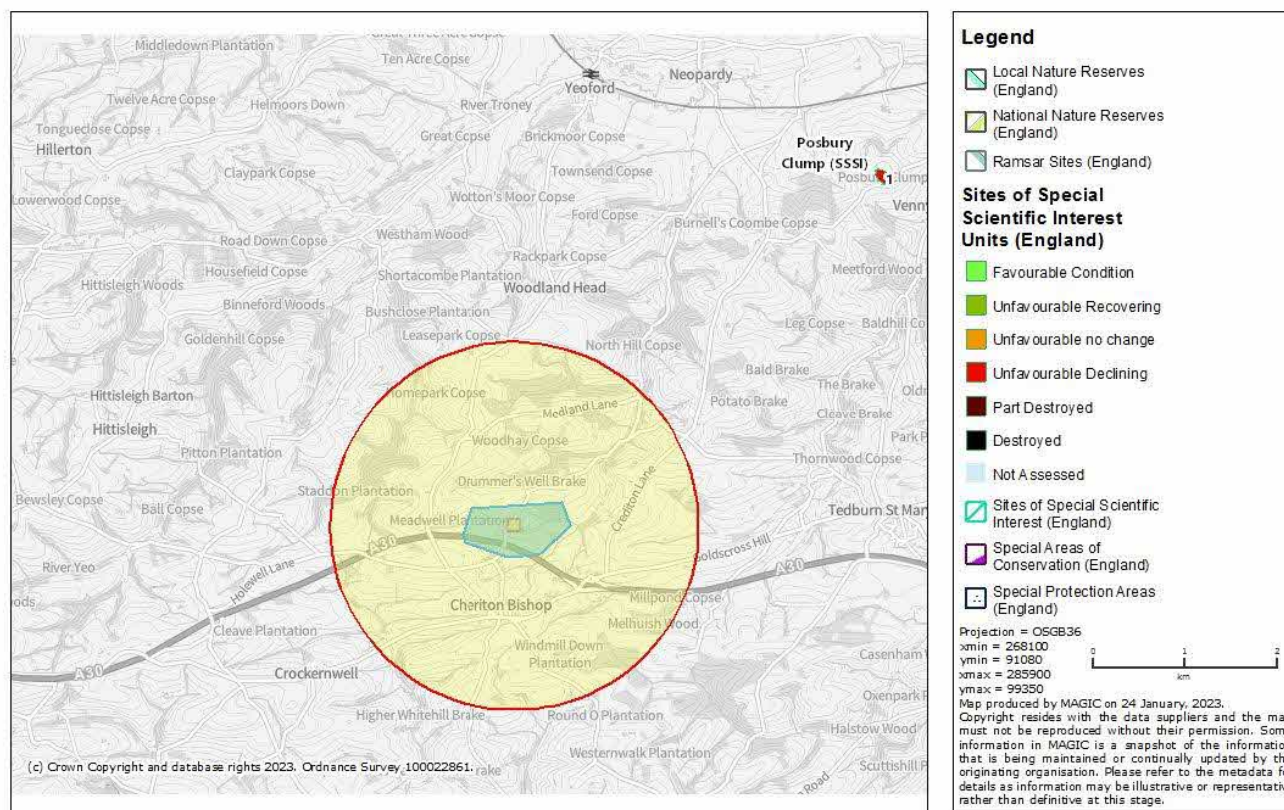 Middledown Plantation
Great Three Acre Copse
Ten Acre Copse
Neopardy
Yeoford
Twelve Acre Copse
Helmoors Down
River Troney
Tongueclose Copse
Hillerton
Great Copse
Brickmoor Copse
Posbury
Clump (SSSI)
Posbury Clump
1
Claypark Copse
Townsend Copse
Lowerwood Copse
Wotton's Moor Copse
Ford Copse
Burnell's Coombe Copse
Venny
Road Down Copse
Westham Wood
Rackpark Copse
Housefield Copse
Shortacombe Plantation
Meetford Wood
Hittisleigh Woods
Woodland Head
Binneford Woods
Bushclose Plantation
Goldenhill Copse
Leasepark Copse
Leg Copse
Baldhill Co
North Hill Copse
Bald Brake
The Brake
Hittisleigh Barton
Homepark Copse
Potato Brake
Cleave Brake
Medland Lane
Hittisleigh
Woodhay Copse
Park P
Pitton Plantation
Thornwood Copse
Drummer's Well Brake
Crediton Lane
Bewsley Copse
Staddon Plantation
Ball Copse
Meadwell Plantation
Tedburn St Mar
A30
Goldscross Hill
A30
River Yeo
Holewell Lane
Millpond Copse
Cheriton Bishop
Melhuish Wood
Cleave Plantation
Windmill Down
Plantation
Casenham
A30
Crockernwell
Oxenpark
Higher Whitehill Brake
Round O Plantation
Halstow Wood
Westernwalk Plantation
Scuttishill P
(c) Crown Copyright and database rights 2023. Ordnance Survey 100022861.
Road
Legend
Local Nature Reserves
(England)
National Nature Reserves
(England)
Ramsar Sites (England)
Sites of Special
Scientific Interest
Units (England)
Favourable Condition
Unfavourable Recovering
Unfavourable no change
Unfavourable Declining
Part Destroyed
Destroyed
Not Assessed
Sites of Special Scientific
Interest (England)
Special Areas of
Conservation (England)
Special Protection Areas
(England)
Projection = OSGB36
xmin = 268100
ymin = 91080
xmax = 285900
ymax = 99350
0 1 2
km
Map produced by MAGIC on 24 January, 2023.
Copyright resides with the data suppliers and the ma
must not be reproduced without their permission. Som
information in MAGIC is a snapshot of the informatio
that is being maintained or continually updated by th
originating organisation. Please refer to the metadata fo
details as information may be illustrative or representativ
rather than definitive at this stage.